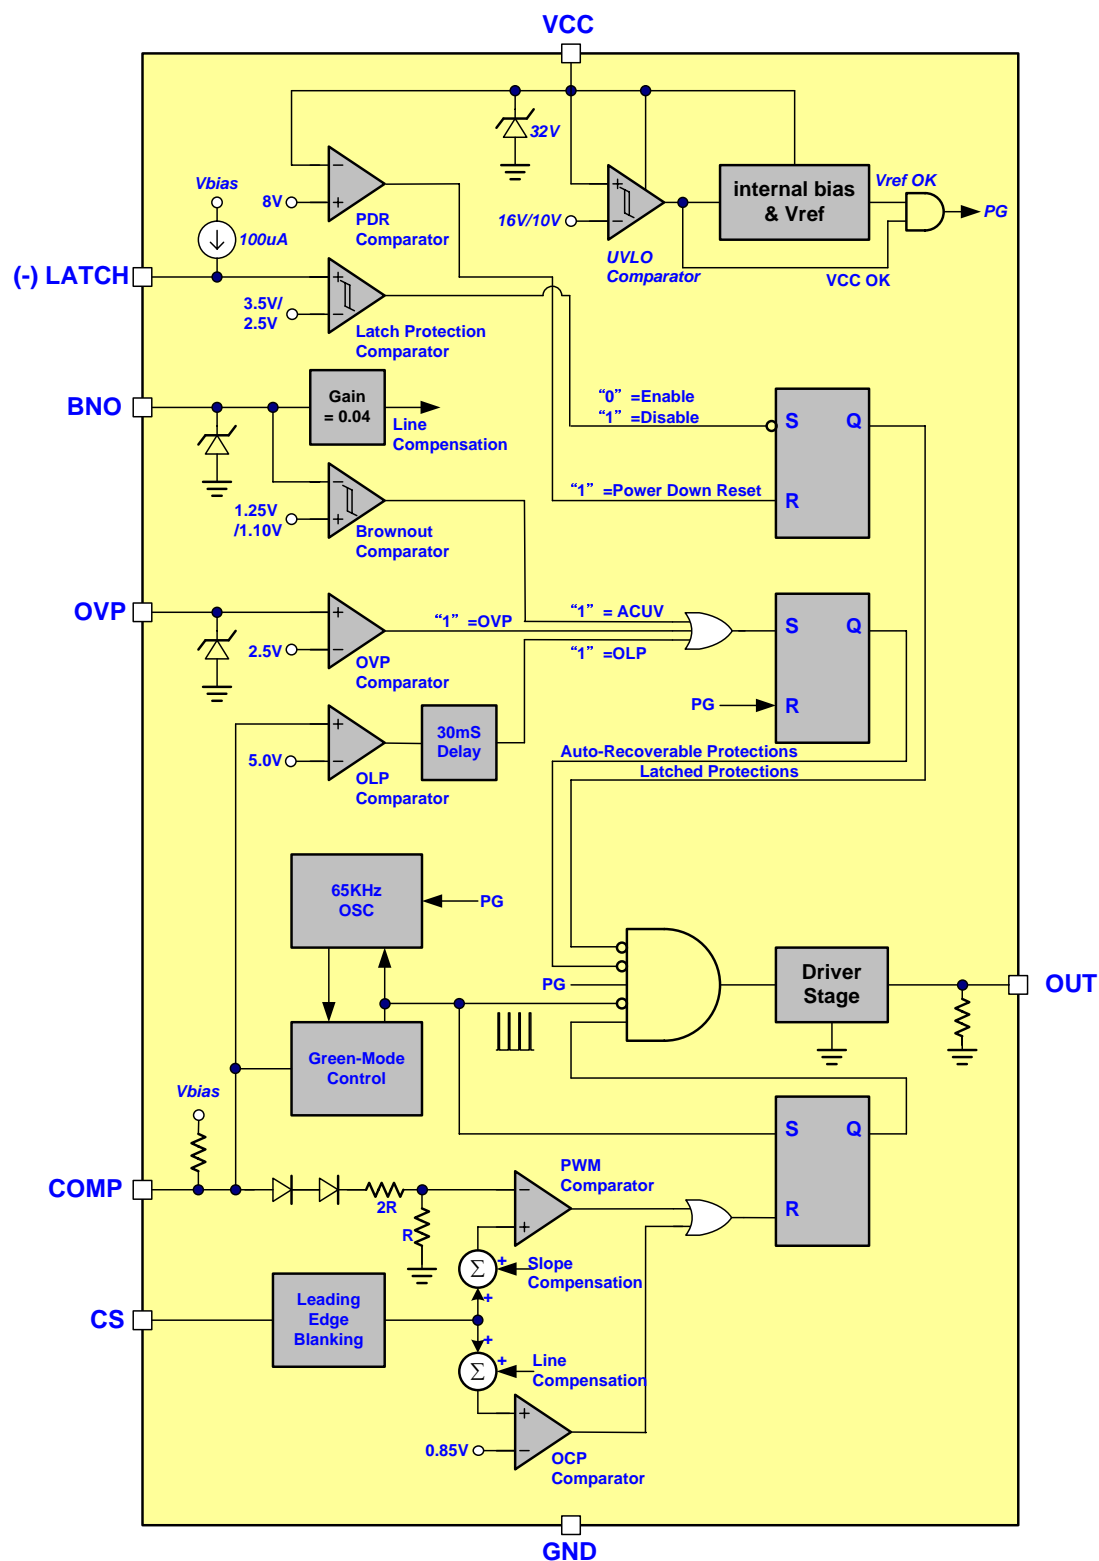 VCC
32V
Vbias
8V
+
−
PDR
Comparator
100uA
16V/10V
+
−
UVLO
Comparator
internal bias
& Vref
Vref OK
PG
VCC OK
(-) LATCH
+
−
3.5V/
2.5V
Latch Protection
Comparator
BNO
Gain
= 0.04
Line
Compensation
“0” =Enable
“1” =Disable
S
Q
“1” =Power Down Reset
R
−
+
1.25V
/1.10V
Brownout
Comparator
OVP
+
−
2.5V
OVP
Comparator
“1” =OVP
“1” = ACUV
“1” =OLP
S
Q
PG
R
+
−
5.0V
OLP
Comparator
30mS
Delay
Auto-Recoverable Protections
Latched Protections
65KHz
OSC
PG
PG
Driver
Stage
OUT
Green-Mode
Control
Vbias
COMP
2R
R
PWM
Comparator
−
+
S
Q
R
Σ
+
+
Slope
Compensation
CS
Leading
Edge
Blanking
Σ
+
+
Line
Compensation
+
−
0.85V
OCP
Comparator
GND